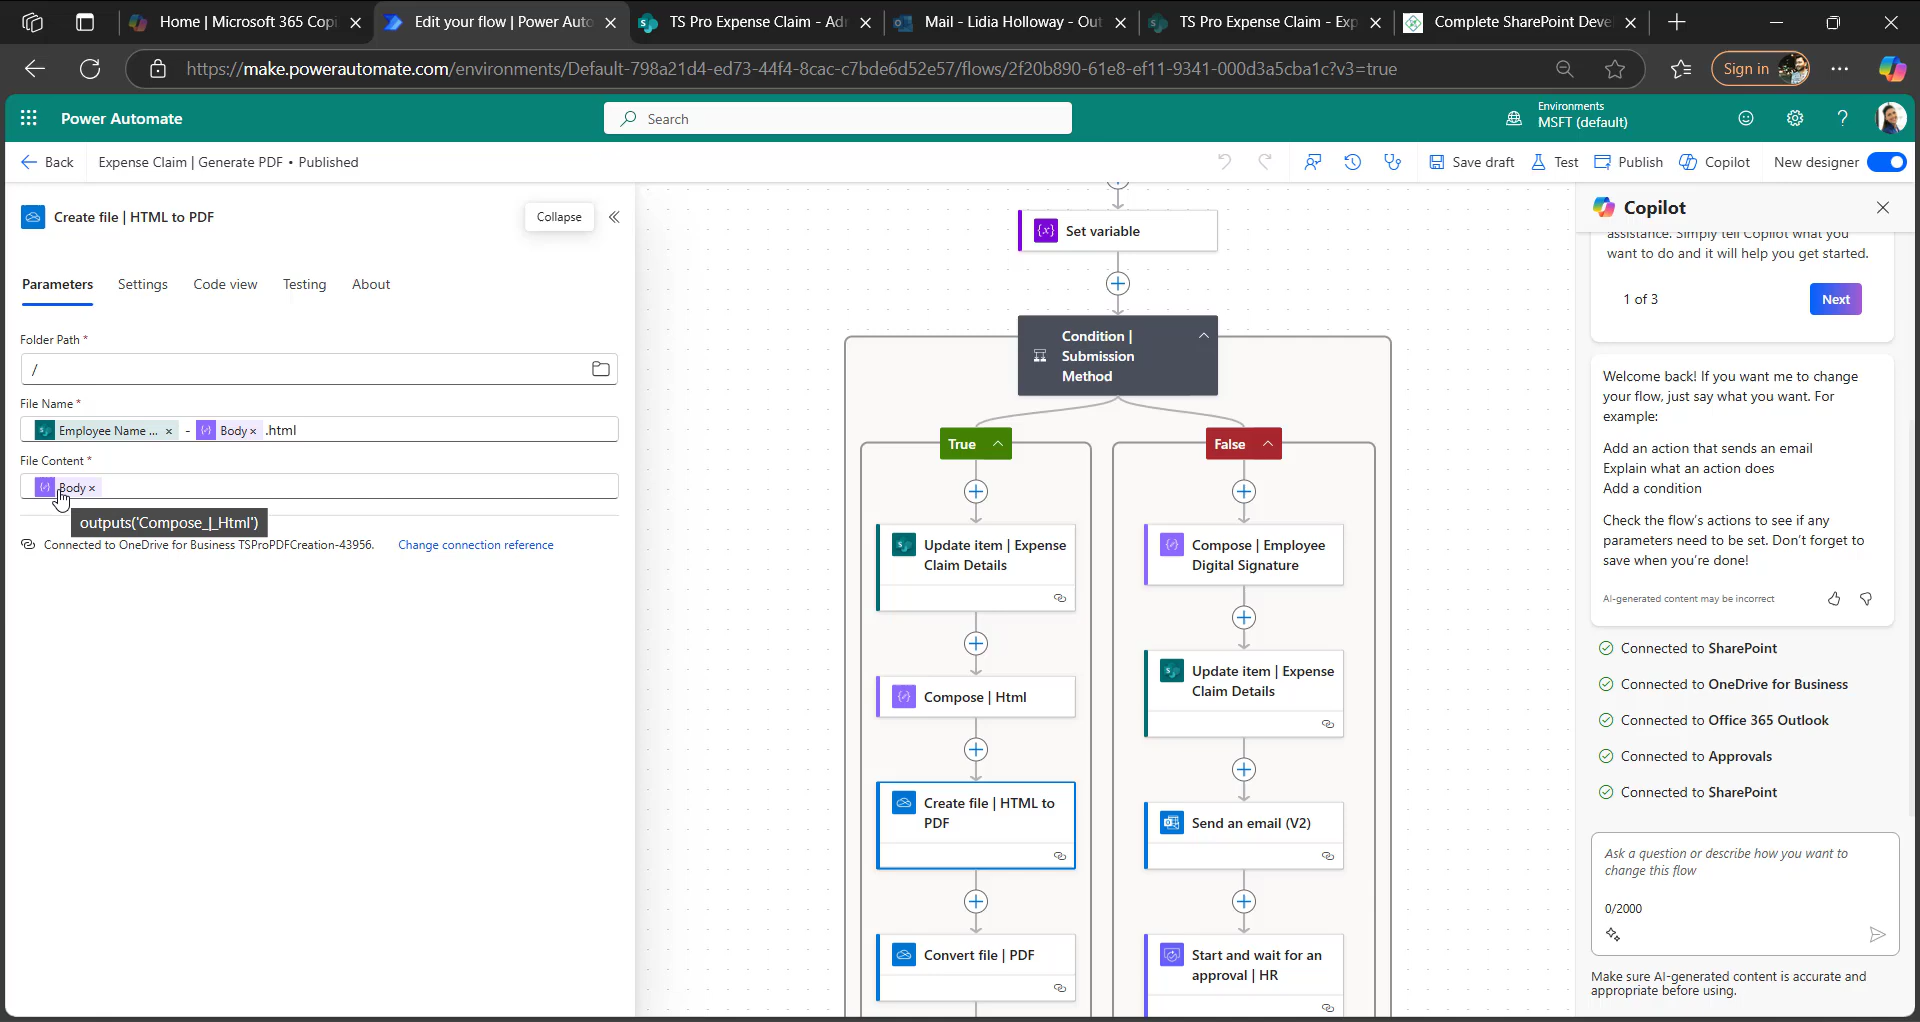 Home | Microsoft 365 Copi
Edit your flow | Power Auto
TS Pro Expense Claim - Adm
Mail - Lidia Holloway - Out
TS Pro Expense Claim - Exp
Complete SharePoint Deve
https://make.powerautomate.com/environments/Default-798a21d4-ed73-44f4-8cac-c7bde6d52e57/flows/2f20b890-61e8-ef11-9341-000d3a5cba1c?v3=true
Sign in
Power Automate
Search
Environments
MSFT (default)
Back
Expense Claim | Generate PDF • Published
Save draft
Test
Publish
Copilot
New designer
Create file | HTML to PDF
Collapse
Parameters
Settings
Code view
Testing
About
Folder Path *
/
File Name *
Employee Name ... × - Body × .html
File Content *
Body ×
outputs('Compose_|_Html')
Connected to OneDrive for Business TSProPDFCreation-43956.
Change connection reference
Set variable
Condition |
Submission
Method
True
False
Update item | Expense
Claim Details
Compose | Html
Create file | HTML to
PDF
Convert file | PDF
Compose | Employee
Digital Signature
Update item | Expense
Claim Details
Send an email (V2)
Start and wait for an
approval | HR
Copilot
assistance. Simply tell Copilot what you
want to do and it will help you get started.
1 of 3
Next
Welcome back! If you want me to change
your flow, just say what you want. For
example:
Add an action that sends an email
Explain what an action does
Add a condition
Check the flow's actions to see if any
parameters need to be set. Don't forget to
save when you're done!
AI-generated content may be incorrect
Connected to SharePoint
Connected to OneDrive for Business
Connected to Office 365 Outlook
Connected to Approvals
Connected to SharePoint
Ask a question or describe how you want to
change this flow
0/2000
Make sure AI-generated content is accurate and
appropriate before using.